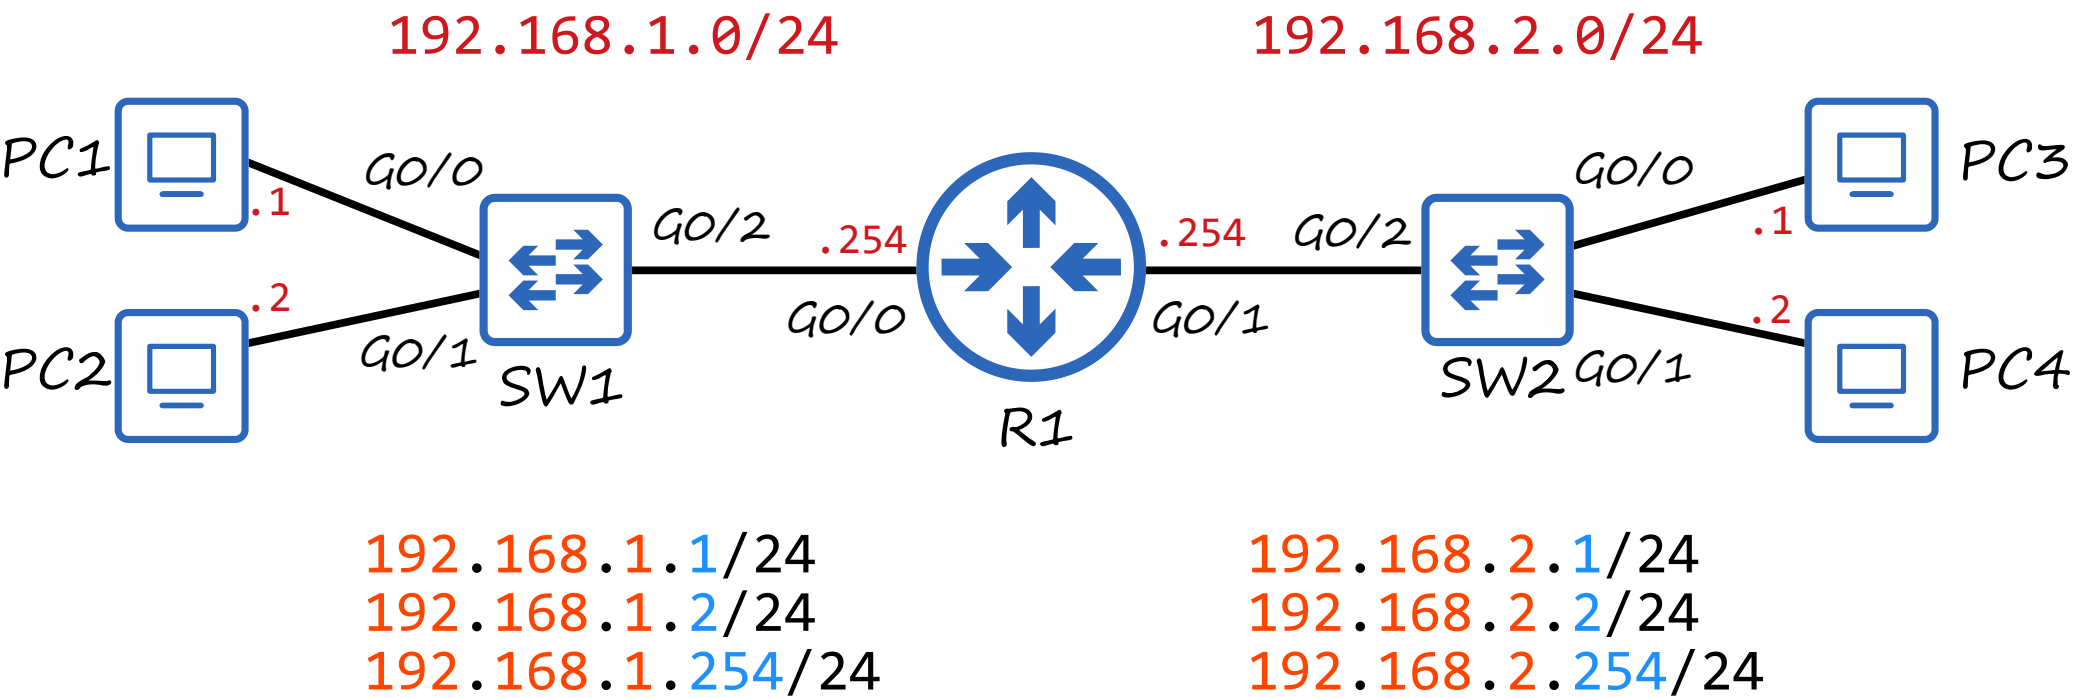 192.168.1.0/24
192.168.2.0/24
PC1
.1
G0/0
G0/2
.254
.254
G0/2
G0/0
.1
PC3
PC2
.2
G0/1
SW1
G0/0
R1
G0/1
SW2
G0/1
.2
PC4
192.168.1.1/24
192.168.1.2/24
192.168.1.254/24
192.168.2.1/24
192.168.2.2/24
192.168.2.254/24